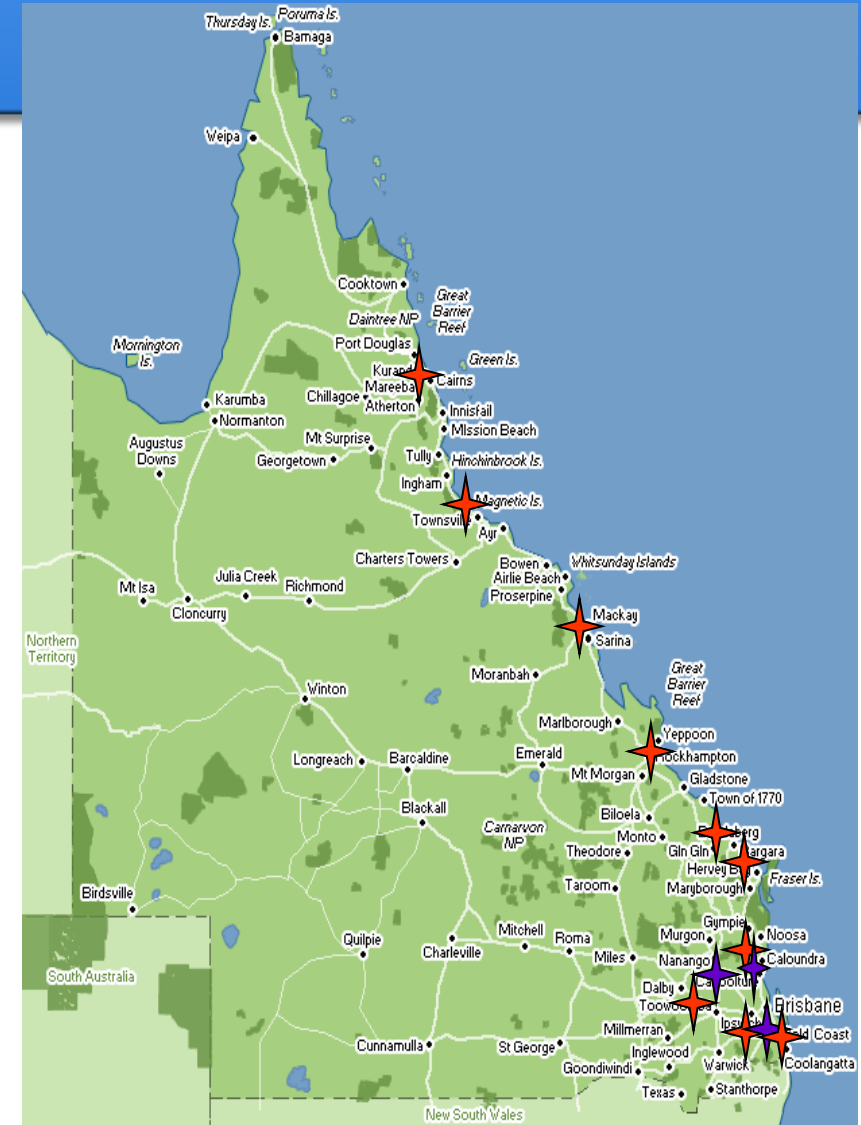 Poruma Is.
Thursday Is.
Bamaga
Weipa
Cooktown
Great
Barrier
Reef
Daintree NP
Port Douglas
Mornington
Is.
Green Is.
Cairns
Mareeba
Chillagoe
Atherton
Karumba
Normanton
Innisfail
MIssion Beach
Augustus
Downs
Mt Surprise
Georgetown
Tully
Hinchinbrook Is.
Ingham
Magnetic Is.
Townsville
Ayr
Charters Towers
Bowen
Whitsunday Islands
Airlie Beach
Proserpine
Mt Isa
Julia Creek
Richmond
Cloncurry
Mackay
Sarina
Northern
Territory
Moranbah
Great
Barrier
Reef
Winton
Marlborough
Yeppoon
Longreach
Barcaldine
Emerald
Mt Morgan
Gladstone
Town of 1770
Blackall
Biloela
Carnarvon
NP
Monto
Gin Gin
Theodore
Hervey
Fraser Is.
Taroom
Maryborough
Birdsville
Gympie
Noosa
Murgon
Quilpie
Charleville
Mitchell
Roma
Miles
Nanango
Caloundra
South Australia
Dalby
Brisbane
Millmerran
Coast
Cunnamulla
St George
Inglewood
Warwick
Coolangatta
Goondiwindi
Texas
Stanthorpe
New South Wales